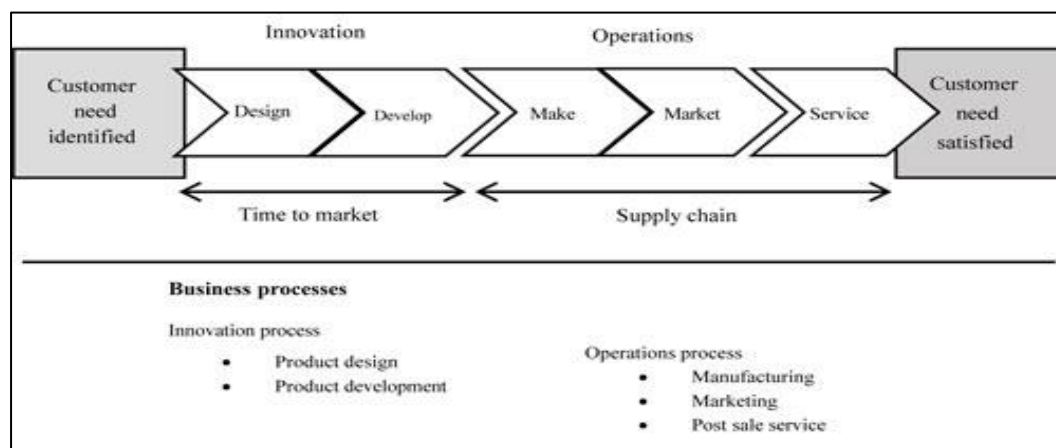 Innovation
Operations
Customer
need
identified
Design
Develop
Make
Market
Service
Customer
need
satisfied
Time to market
Supply chain
Business processes
Innovation process
• Product design
• Product development
Operations process
• Manufacturing
• Marketing
• Post sale service